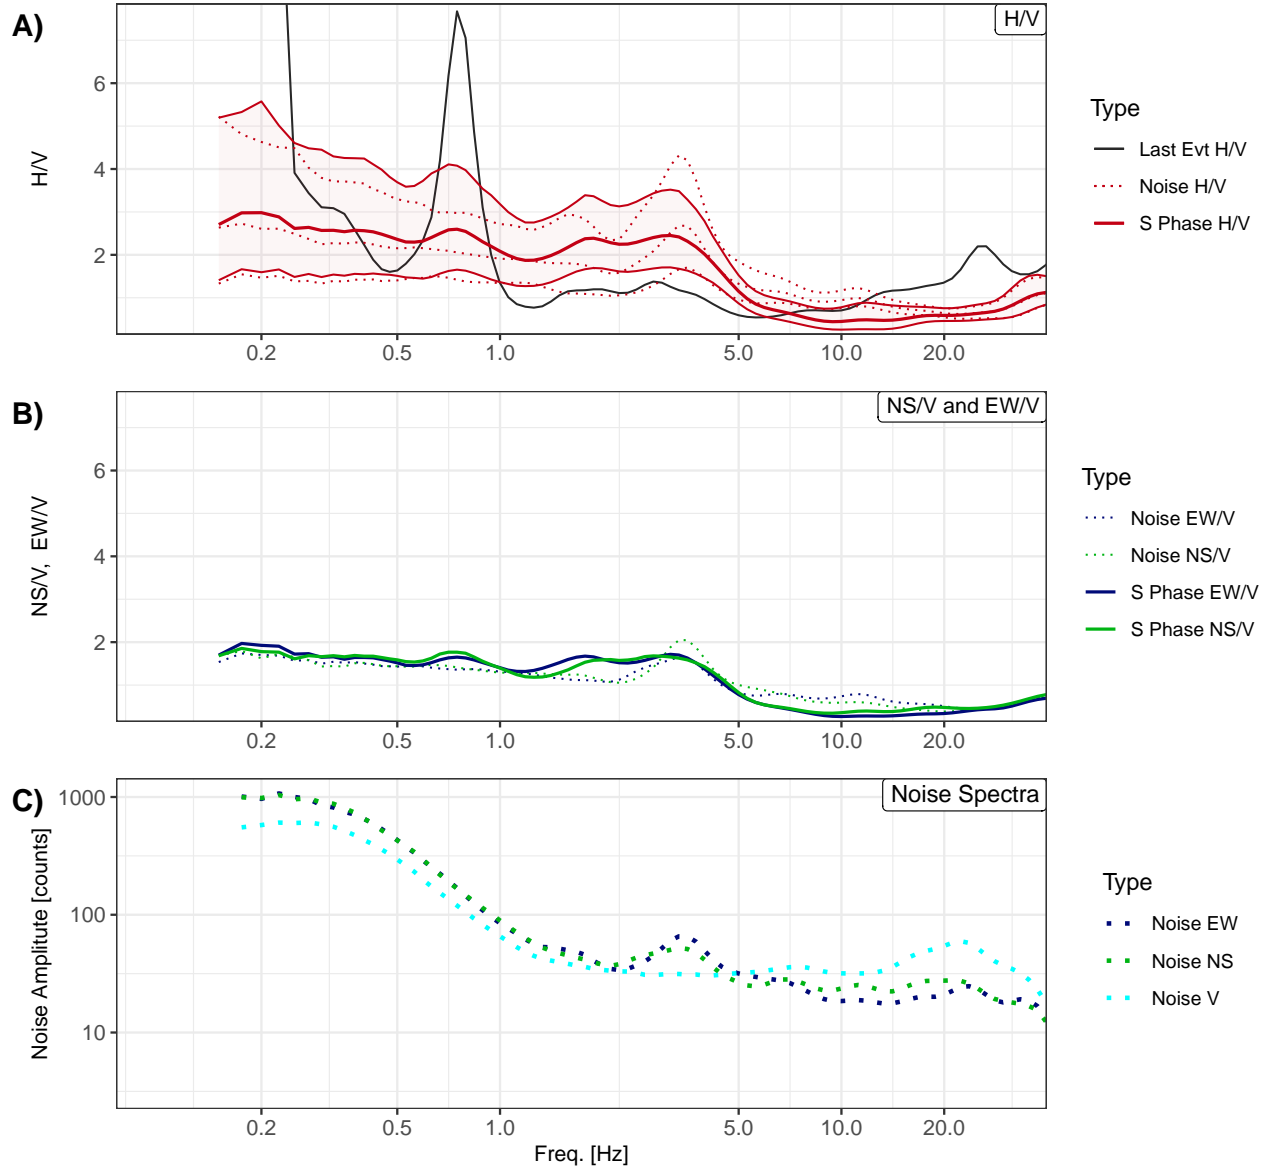 A)
H/V
6
4
2
H/V
0.2 0.5 1.0 5.0 10.0 20.0
Type
Last Evt H/V
Noise H/V
S Phase H/V
B)
NS/V and EW/V
6
4
2
NS/V, EW/V
0.2 0.5 1.0 5.0 10.0 20.0
Type
Noise EW/V
Noise NS/V
S Phase EW/V
S Phase NS/V
C)
Noise Spectra
1000
100
10
Noise Amplitute [counts]
0.2 0.5 1.0 5.0 10.0 20.0
Freq. [Hz]
Type
Noise EW
Noise NS
Noise V